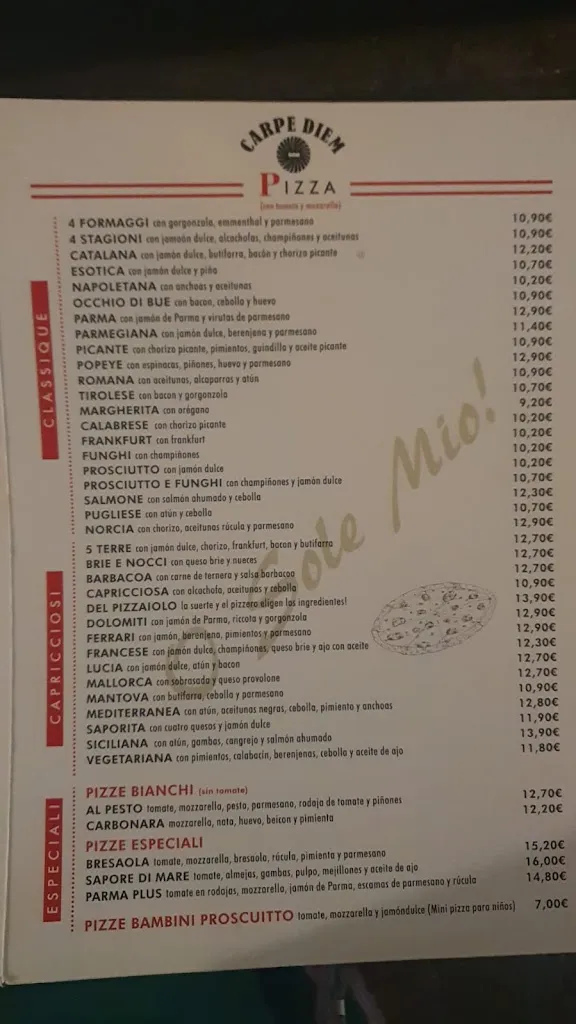 CARPE DIEM
PIZZA
(con tomate y mozzarella)
CLASSIQUE
4 FORMAGGI con gorgonzola, emmenthal y parmesano 10,90€
4 STAGIONI con jamoón dulce, alcachofas, champiñones y aceitunas 10,90€
CATALANA con jamón dulce, butifarra, bacón y chorizo picante 12,20€
ESOTICA con jamón dulce y piña 10,70€
NAPOLETANA con anchoas y aceitunas 10,20€
OCCHIO DI BUE con bacon, cebolla y huevo 10,90€
PARMA con jamón de Parma y virutas de parmesano 12,90€
PARMEGIANA con jamón dulce, berenjena y parmesano 11,40€
PICANTE con chorizo picante, pimientos, guindilla y aceite picante 10,90€
POPEYE con espinacas, piñones, huevo y parmesano 12,90€
ROMANA con aceitunas, alcaparras y atún 10,90€
TIROLESE con bacon y gorgonzola 10,70€
MARGHERITA con orégano 9,20€
CALABRESE con chorizo picante 10,20€
FRANKFURT con frankfurt 10,20€
FUNGHI con champiñones 10,20€
PROSCIUTTO con jamón dulce 10,20€
PROSCIUTTO E FUNGHI con champiñones y jamón dulce 10,70€
SALMONE con salmón ahumado y cebolla 12,30€
PUGLIESE con atún y cebolla 10,70€
NORCIA con chorizo, aceitunas rúcula y parmesano 12,90€
O Sole Mio!
CAPRICCIOSI
5 TERRE con jamón dulce, chorizo, frankfurt, bacon y butifarra 12,70€
BRIE E NOCCI con queso brie y nueces 12,70€
BARBACOA con carne de ternera y salsa barbacoa 12,70€
CAPRICCIOSA con alcachofa, aceitunas y cebolla 10,90€
DEL PIZZAIOLO la suerte y el pizzero eligen los ingredientes! 13,90€
DOLOMITI con jamón de Parma, riccota y gorgonzola 12,90€
FERRARI con jamón, berenjena, pimientos y parmesano 12,90€
FRANCESE con jamón dulce, champiñones, queso brie y ajo con aceite 12,30€
LUCIA con jamón dulce, atún y bacon 12,70€
MALLORCA con sobrasada y queso provolone 12,70€
MANTOVA con butifarra, cebolla y parmesano 10,90€
MEDITERRANEA con atún, aceitunas negras, cebolla, pimiento y anchoas 12,80€
SAPORITA con cuatro quesos y jamón dulce 11,90€
SICILIANA con atún, gambas, cangrejo y salmón ahumado 13,90€
VEGETARIANA con pimientos, calabacín, berenjenas, cebolla y aceite de ajo 11,80€
ESPECIALI
PIZZE BIANCHI (sin tomate)
AL PESTO tomate, mozzarella, pesto, parmesano, rodaja de tomate y piñones 12,70€
CARBONARA mozzarella, nata, huevo, beicon y pimienta 12,20€
PIZZE ESPECIALI
BRESAOLA tomate, mozzarella, bresaola, rúcula, pimienta y parmesano 15,20€
SAPORE DI MARE tomate, almejas, gambas, pulpo, mejillones y aceite de ajo 16,00€
PARMA PLUS tomate en rodajas, mozzarella, jamón de Parma, escamas de parmesano y rúcula 14,80€
PIZZE BAMBINI PROSCUITTO tomate, mozzarella y jamóndulce (Mini pizza para niños) 7,00€